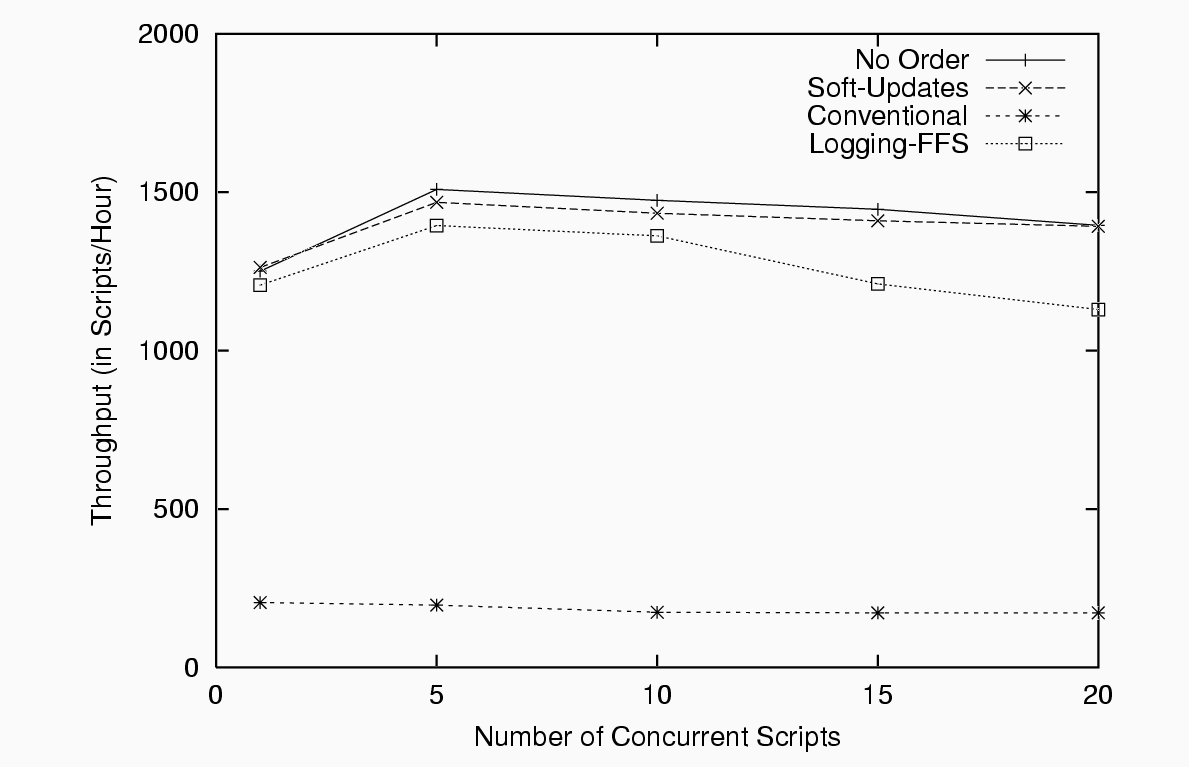 2000
No Order
Soft-Updates
Conventional
Logging-FFS
1500
1000
500
0
0 5 10 15 20
Throughput (in Scripts/Hour)
Number of Concurrent Scripts